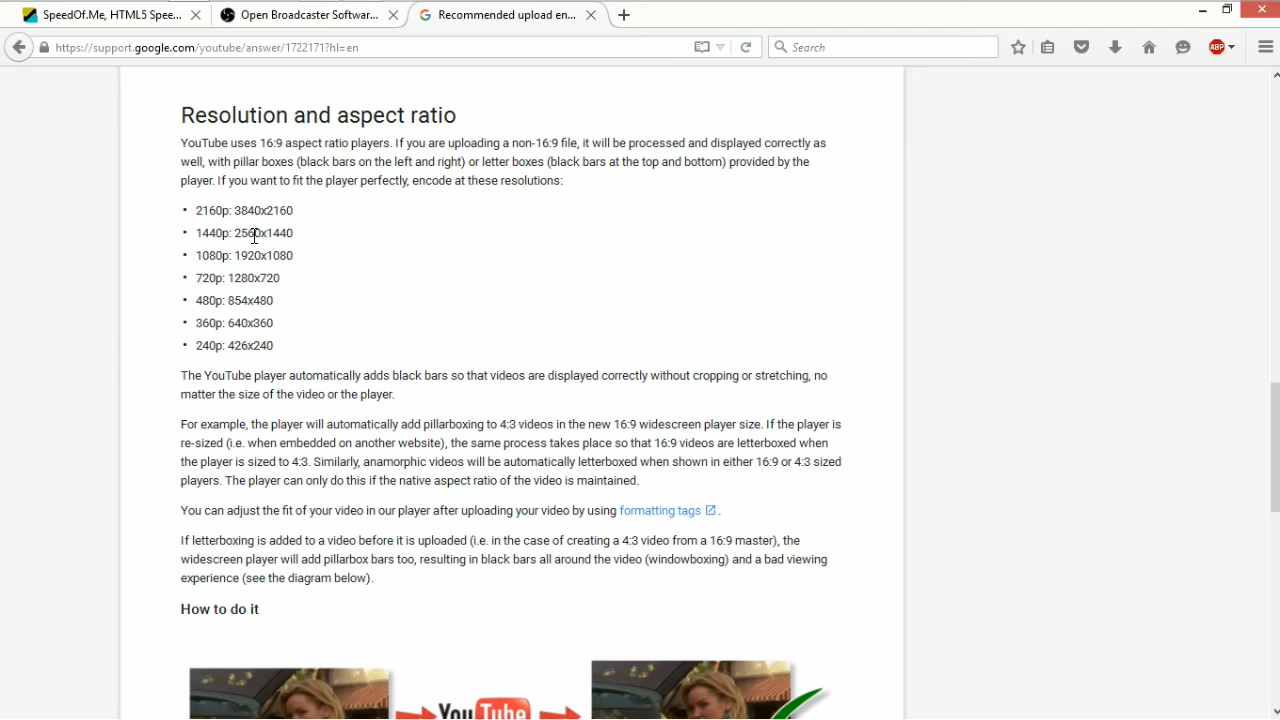 SpeedOf.Me, HTML5 Spee...
Open Broadcaster Softwar...
Recommended upload en...
https://support.google.com/youtube/answer/1722171?hl=en
Search
ABP
Resolution and aspect ratio
YouTube uses 16:9 aspect ratio players. If you are uploading a non-16:9 file, it will be processed and displayed correctly as
well, with pillar boxes (black bars on the left and right) or letter boxes (black bars at the top and bottom) provided by the
player. If you want to fit the player perfectly, encode at these resolutions:
• 2160p: 3840x2160
• 1440p: 2560x1440
• 1080p: 1920x1080
• 720p: 1280x720
• 480p: 854x480
• 360p: 640x360
• 240p: 426x240
The YouTube player automatically adds black bars so that videos are displayed correctly without cropping or stretching, no
matter the size of the video or the player.
For example, the player will automatically add pillarboxing to 4:3 videos in the new 16:9 widescreen player size. If the player is
re-sized (i.e. when embedded on another website), the same process takes place so that 16:9 videos are letterboxed when
the player is sized to 4:3. Similarly, anamorphic videos will be automatically letterboxed when shown in either 16:9 or 4:3 sized
players. The player can only do this if the native aspect ratio of the video is maintained.
You can adjust the fit of your video in our player after uploading your video by using formatting tags .
If letterboxing is added to a video before it is uploaded (i.e. in the case of creating a 4:3 video from a 16:9 master), the
widescreen player will add pillarbox bars too, resulting in black bars all around the video (windowboxing) and a bad viewing
experience (see the diagram below).
How to do it
You Tube